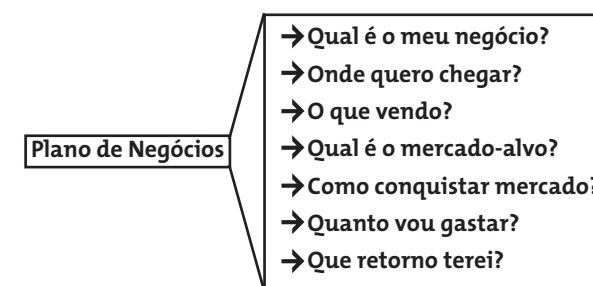 Plano de Negócios
→Qual é o meu negócio?
→Onde quero chegar?
→O que vendo?
→Qual é o mercado-alvo?
→Como conquistar mercado?
→Quanto vou gastar?
→Que retorno terei?